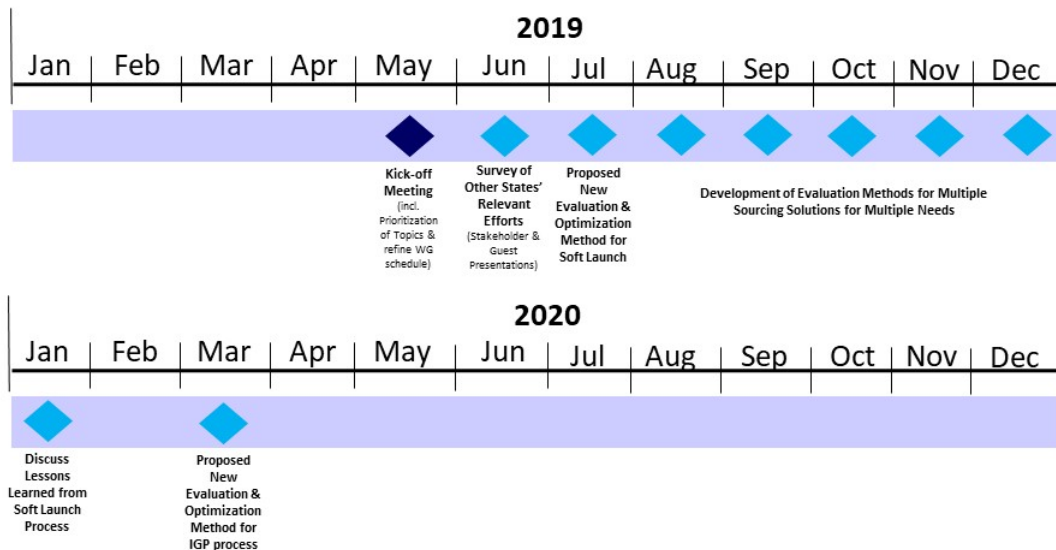 2019
Jan Feb Mar Apr May Jun Jul Aug Sep Oct Nov Dec
Kick-off
Meeting
(incl.
Prioritization
of Topics &
refine WG
schedule)
Survey of
Other States'
Relevant
Efforts
(Stakeholder &
Guest
Presentations)
Proposed
New
Evaluation &
Optimization
Method for
Soft Launch
Development of Evaluation Methods for Multiple
Sourcing Solutions for Multiple Needs
2020
Jan Feb Mar Apr May Jun Jul Aug Sep Oct Nov Dec
Discuss
Lessons
Learned from
Soft Launch
Process
Proposed
New
Evaluation &
Optimization
Method for
IGP process